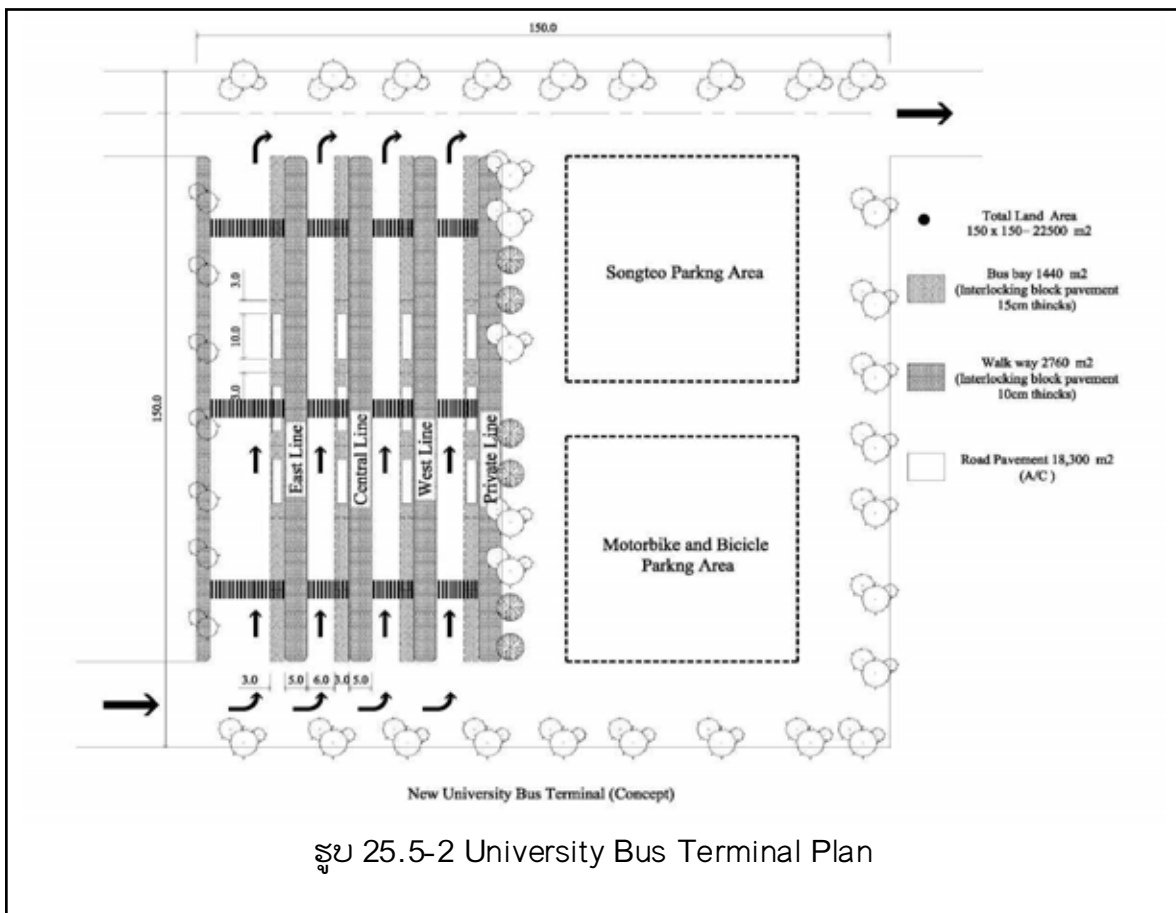 150.0
150.0
Songteo Parkng Area
Motorbike and Bicicle
Parkng Area
East Line
Central Line
West Line
Private Line
3.0
10.0
3.0
3.0
5.0
6.0
3.0
5.0
Total Land Area
150 x 150= 22500 m2
Bus bay 1440 m2
(Interlocking block pavement
15cm thincks)
Walk way 2760 m2
(Interlocking block pavement
10cm thincks)
Road Pavement 18,300 m2
(A/C )
New University Bus Terminal (Concept)
ຮູບ 25.5-2 University Bus Terminal Plan